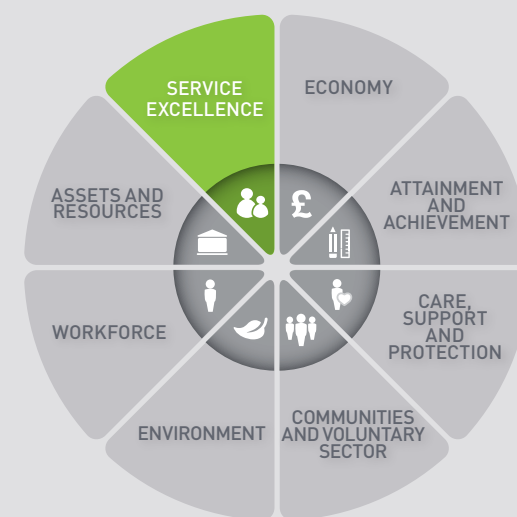 SERVICE
EXCELLENCE
ECONOMY
ATTAINMENT
AND
ACHIEVEMENT
CARE,
SUPPORT
AND
PROTECTION
COMMUNITIES
AND VOLUNTARY
SECTOR
ENVIRONMENT
WORKFORCE
ASSETS AND
RESOURCES
£